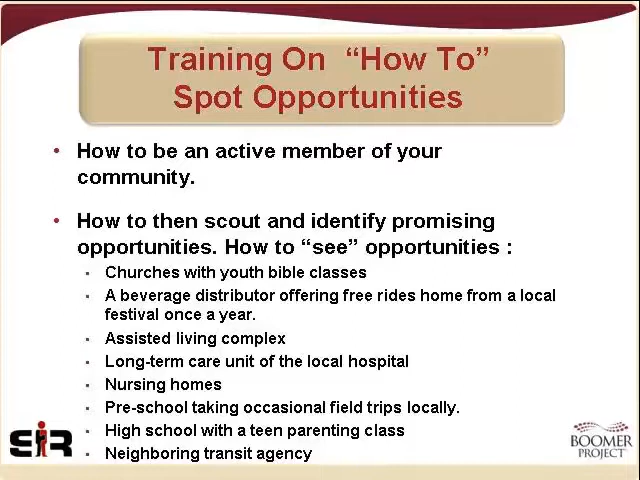 Training On “How To”
Spot Opportunities
• How to be an active member of your
community.
• How to then scout and identify promising
opportunities. How to “see” opportunities :
• Churches with youth bible classes
• A beverage distributor offering free rides home from a local
festival once a year.
• Assisted living complex
• Long-term care unit of the local hospital
• Nursing homes
• Pre-school taking occasional field trips locally.
• High school with a teen parenting class
• Neighboring transit agency
SIR
BOOMER
PROJECT